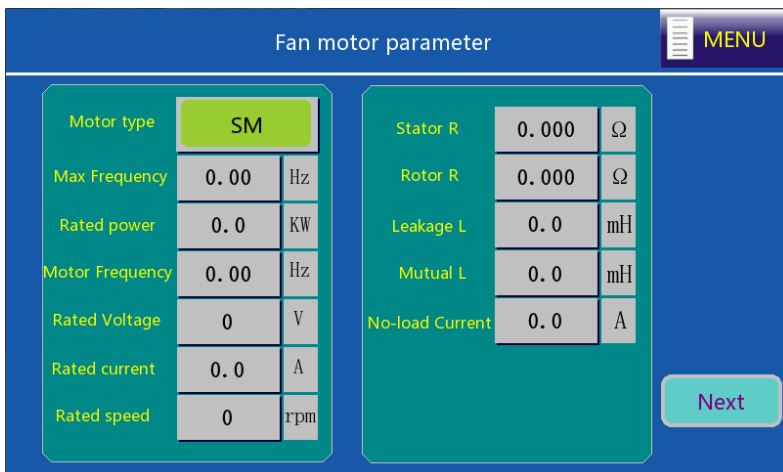 Fan motor parameter
MENU
Motor type SM
Max Frequency 0.00 Hz
Rated power 0.0 KW
Motor Frequency 0.00 Hz
Rated Voltage 0 V
Rated current 0.0 A
Rated speed 0 rpm
Stator R 0.000 Ω
Rotor R 0.000 Ω
Leakage L 0.0 mH
Mutual L 0.0 mH
No-load Current 0.0 A
Next